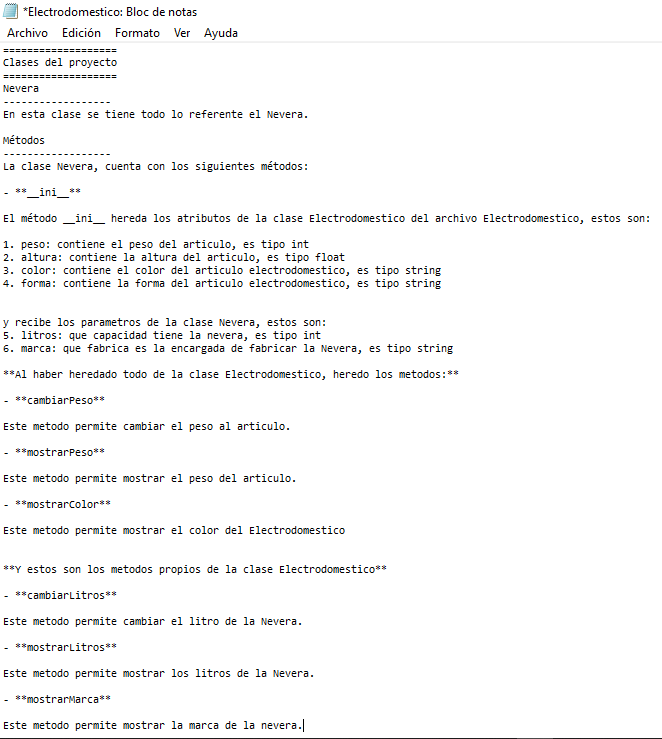 *Electrodomestico: Bloc de notas
Archivo Edición Formato Ver Ayuda
===================
Clases del proyecto
===================
Nevera
------------------
En esta clase se tiene todo lo referente el Nevera.
Métodos
------------------
La clase Nevera, cuenta con los siguientes métodos:
- **__ini__**
El método __ini__ hereda los atributos de la clase Electrodomestico del archivo Electrodomestico, estos son:
1. peso: contiene el peso del articulo, es tipo int
2. altura: contiene la altura del articulo, es tipo float
3. color: contiene el color del articulo electrodomestico, es tipo string
4. forma: contiene la forma del articulo electrodomestico, es tipo string
y recibe los parametros de la clase Nevera, estos son:
5. litros: que capacidad tiene la nevera, es tipo int
6. marca: que fabrica es la encargada de fabricar la Nevera, es tipo string
**Al haber heredado todo de la clase Electrodomestico, heredo los metodos:**
- **cambiarPeso**
Este metodo permite cambiar el peso al articulo.
- **mostrarPeso**
Este metodo permite mostrar el peso del articulo.
- **mostrarColor**
Este metodo permite mostrar el color del Electrodomestico
**Y estos son los metodos propios de la clase Electrodomestico**
- **cambiarLitros**
Este metodo permite cambiar el litro de la Nevera.
- **mostrarLitros**
Este metodo permite mostrar los litros de la Nevera.
- **mostrarMarca**
Este metodo permite mostrar la marca de la nevera.